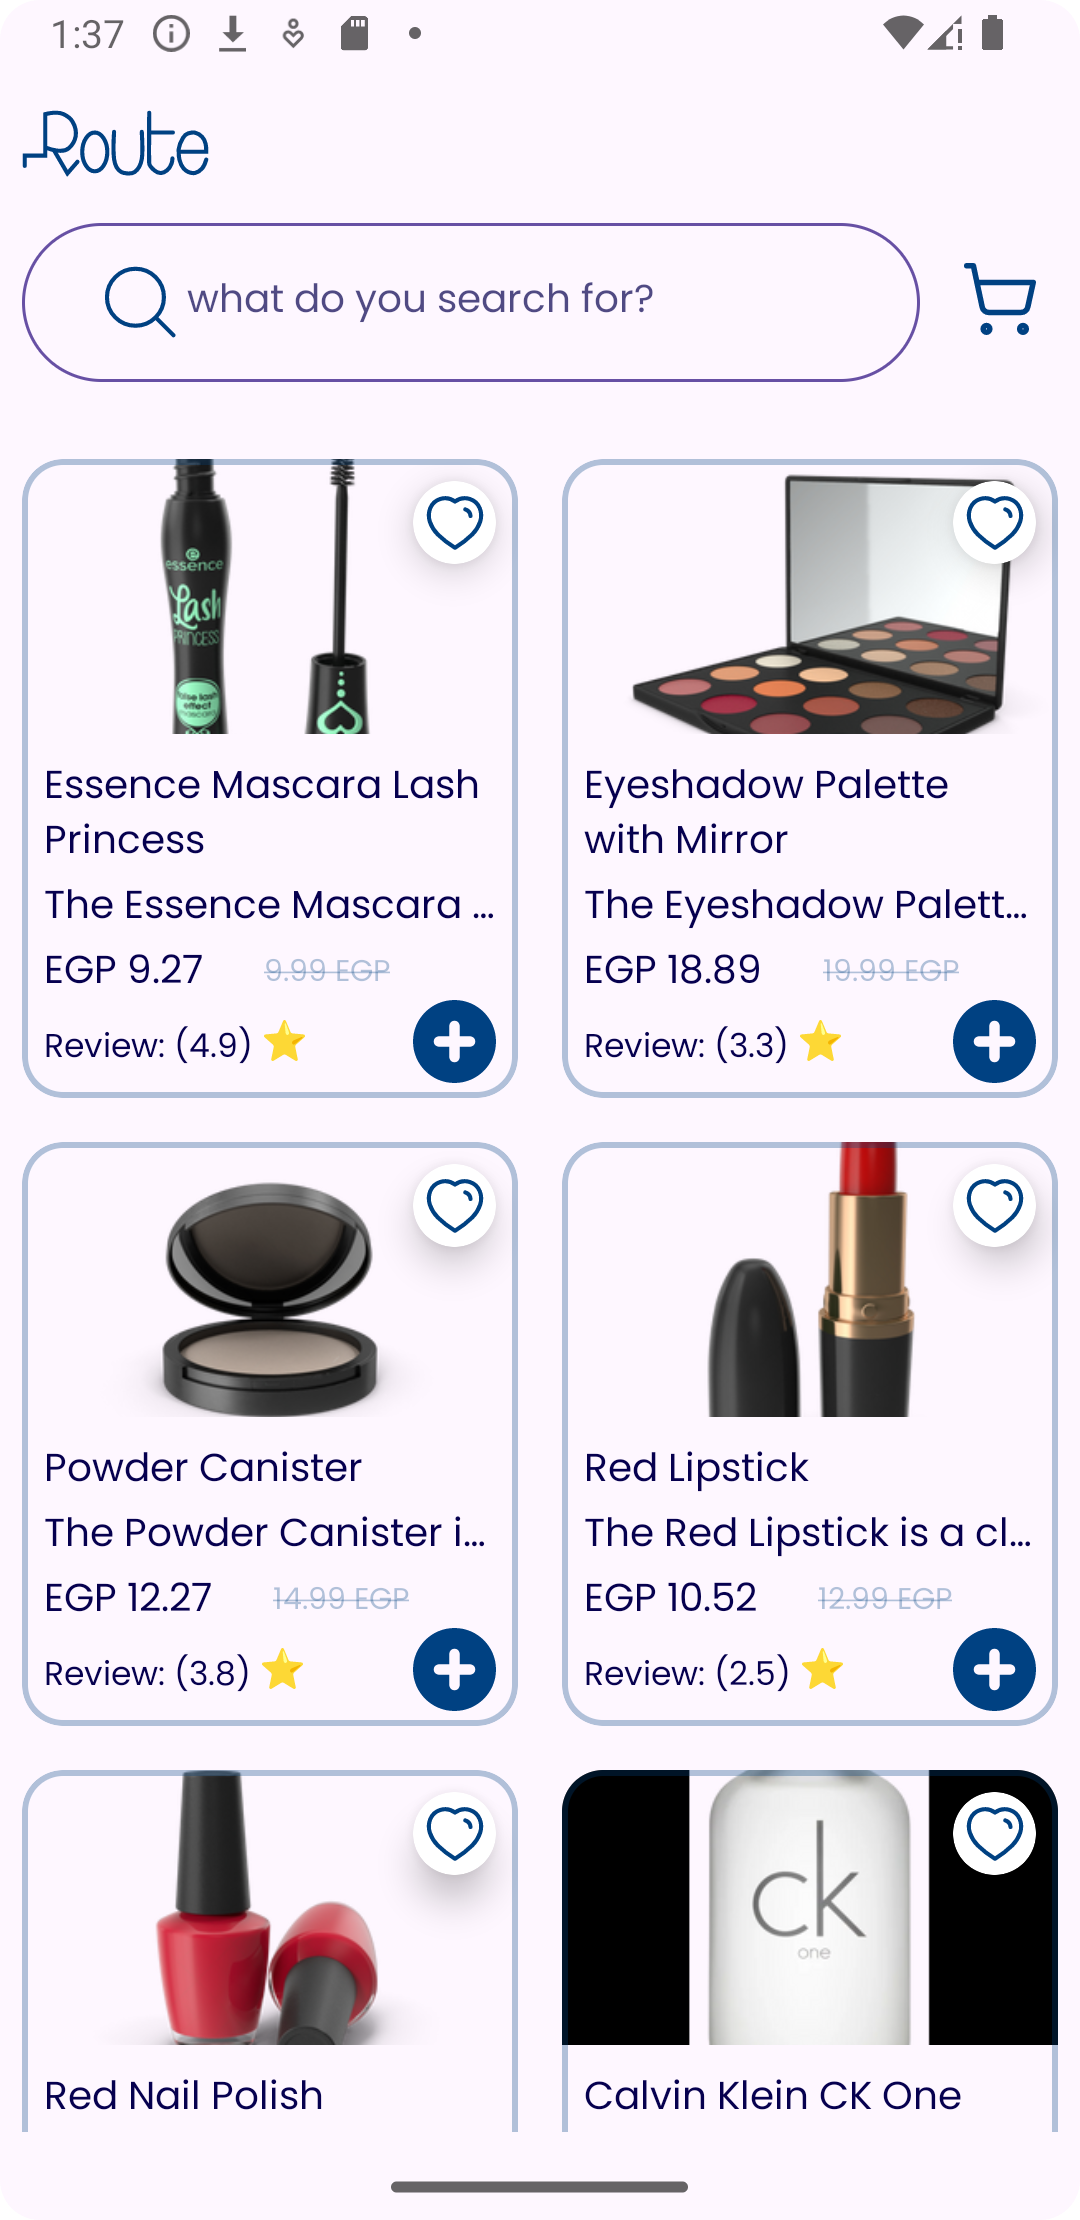 1:37
Route
what do you search for?
essence
Lash
PRINCESS
false lash
effect
mascara
Essence Mascara Lash
Princess
The Essence Mascara ...
EGP 9.27 9.99 EGP
Review: (4.9) ⭐
Eyeshadow Palette
with Mirror
The Eyeshadow Palett...
EGP 18.89 19.99 EGP
Review: (3.3) ⭐
Powder Canister
The Powder Canister i...
EGP 12.27 14.99 EGP
Review: (3.8) ⭐
Red Lipstick
The Red Lipstick is a cl...
EGP 10.52 12.99 EGP
Review: (2.5) ⭐
Red Nail Polish
ck
one
Calvin Klein CK One